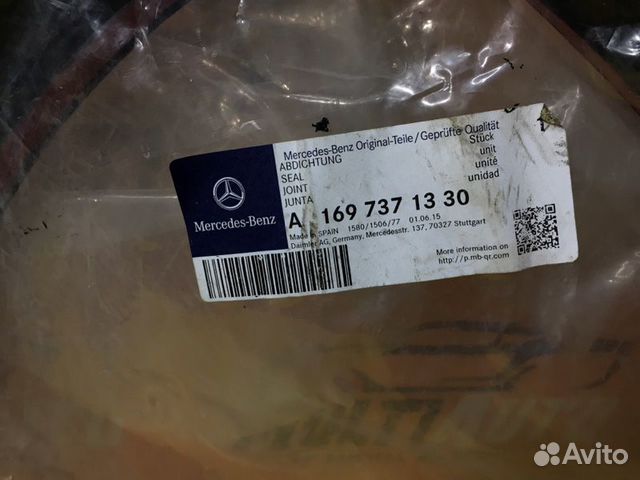 Mercedes-Benz Original-Teile/Geprüfte Qualität
ABDICHTUNG Stück
SEAL unit
JOINT unité
JUNTA unidad
Mercedes-Benz
A 169 737 13 30
Made SPAIN 1580/1506/77 01.06.15
Daimler AG, Germany, Mercedesstr. 137, 70327 Stuttgart
More information on
http://p.mb-qr.com
Avito